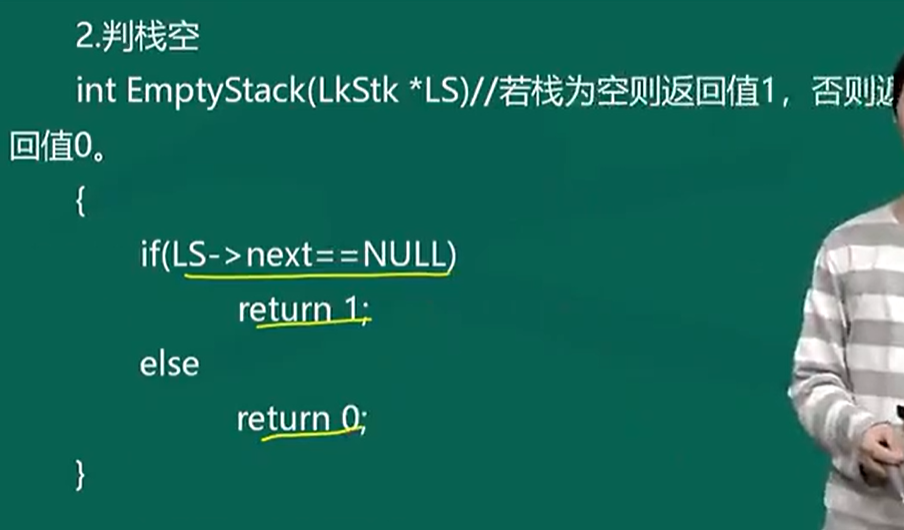 2.判栈空
int EmptyStack(LkStk *LS)//若栈为空则返回值1，否则返
回值0。
{
if(LS->next==NULL)
return 1;
else
return 0;
}